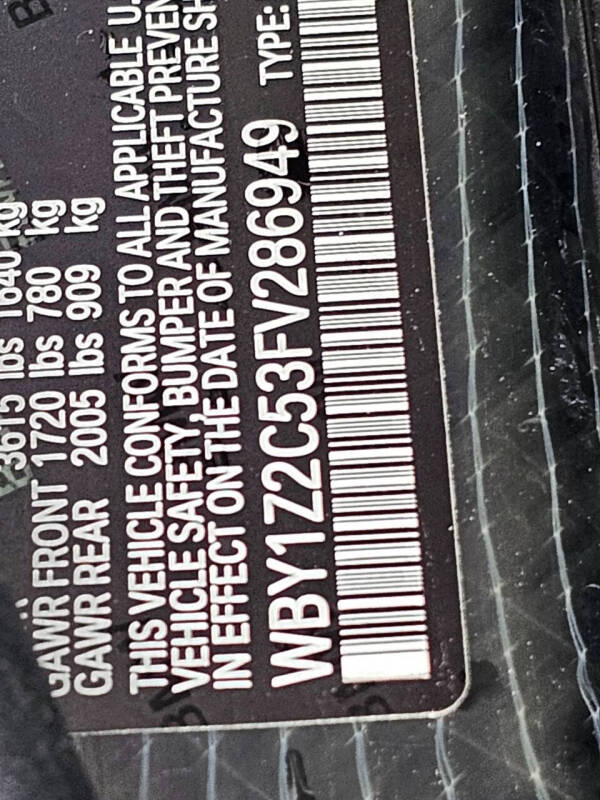 3615 lbs 1640 kg
GAWR FRONT 1720 lbs 780 kg
GAWR REAR 2005 lbs 909 kg
THIS VEHICLE CONFORMS TO ALL APPLICABLE U.
VEHICLE SAFETY, BUMPER AND THEFT PREVEN
IN EFFECT ON THE DATE OF MANUFACTURE SH
WBY1Z2C53FV286949 TYPE: